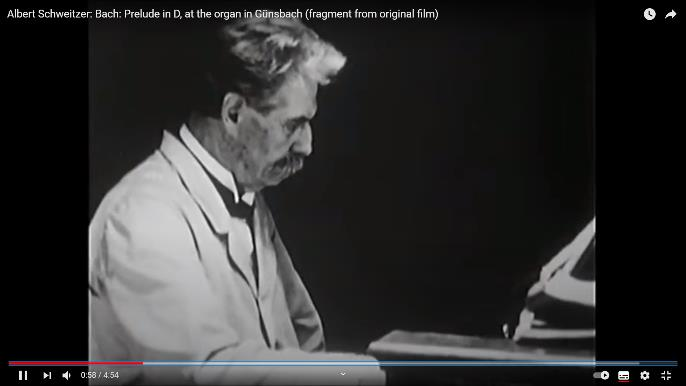 Albert Schweitzer: Bach: Prelude in D, at the organ in Günsbach (fragment from original film)
0:58 / 4:54